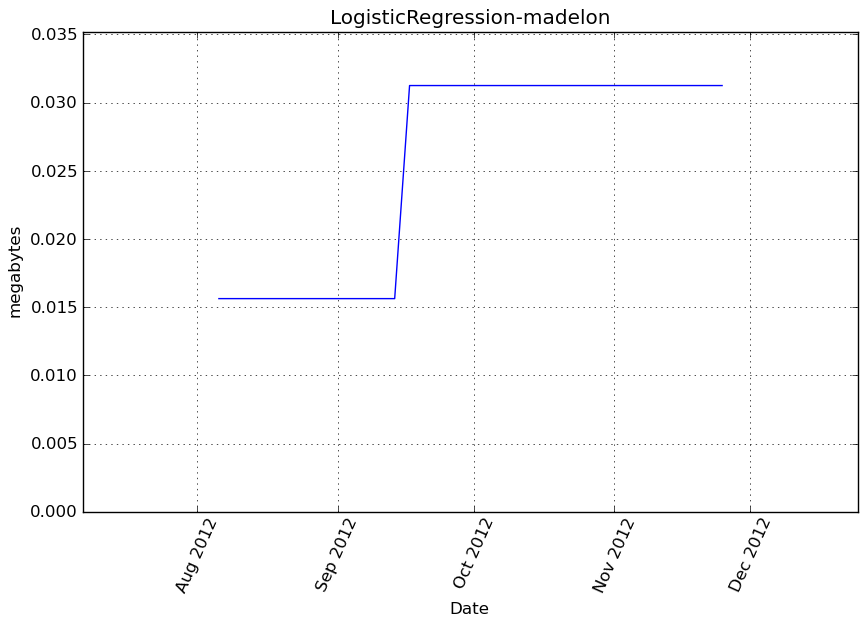 LogisticRegression-madelon
0.035
0.030
0.025
0.020
0.015
0.010
0.005
0.000
megabytes
Aug 2012
Sep 2012
Oct 2012
Nov 2012
Dec 2012
Date